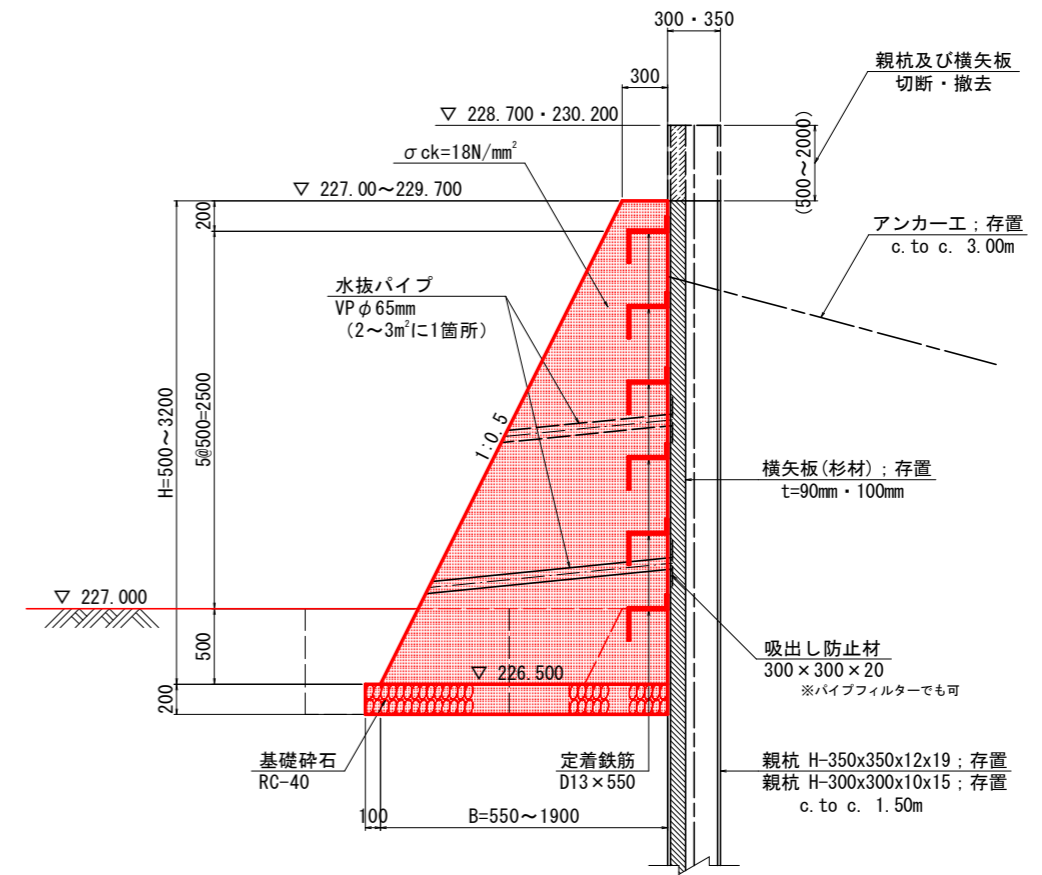 300・350
300
親杭及び横矢板
切断・撤去
▽ 228.700・230.200
(500~2000)
σck=18N/mm²
▽ 227.00~229.700
200
アンカー工；存置
c.to c. 3.00m
水抜パイプ
VPφ65mm
(2~3m²に1箇所)
H=500~3200
5@500=2500
1:0.5
横矢板(杉材)；存置
t=90mm・100mm
▽ 227.000
500
吸出し防止材
300×300×20
※パイプフィルターでも可
▽ 226.500
200
基礎砕石
RC-40
定着鉄筋
D13×550
親杭 H-350x350x12x19；存置
親杭 H-300x300x10x15；存置
c.to c. 1.50m
100
B=550~1900